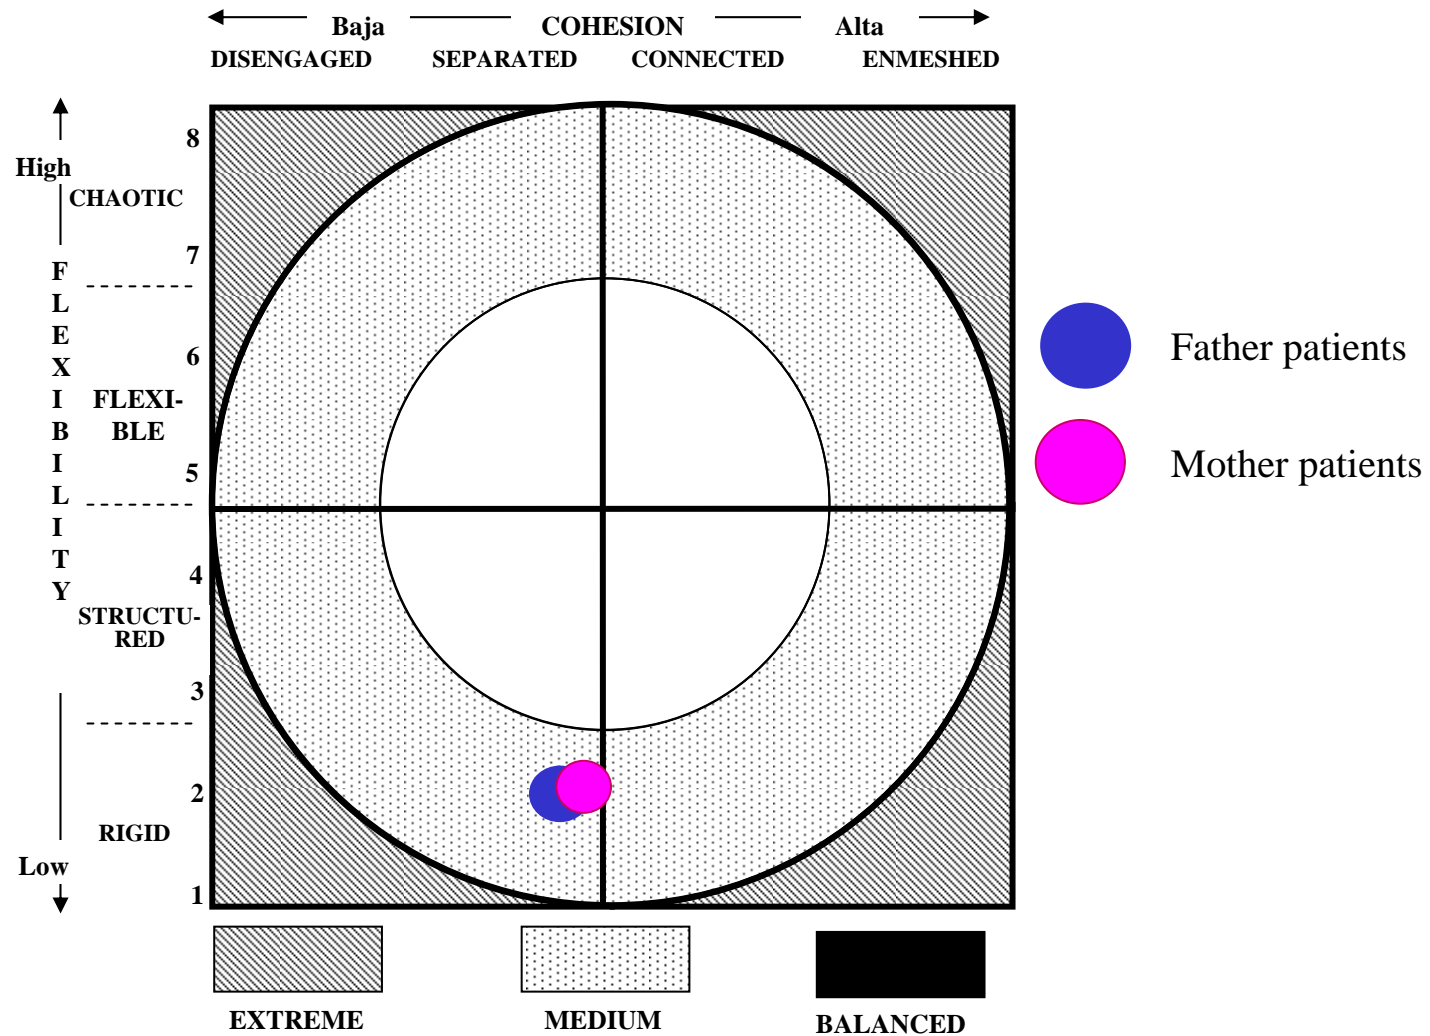 Baja COHESION Alta
DISENGAGED SEPARATED CONNECTED ENMESHED
8
High
CHAOTIC
7
FLEXIBILITY
6
FLEXI-
BLE
5
4
STRUCTU-
RED
3
2
RIGID
Low
1
Father patients
Mother patients
EXTREME MEDIUM BALANCED